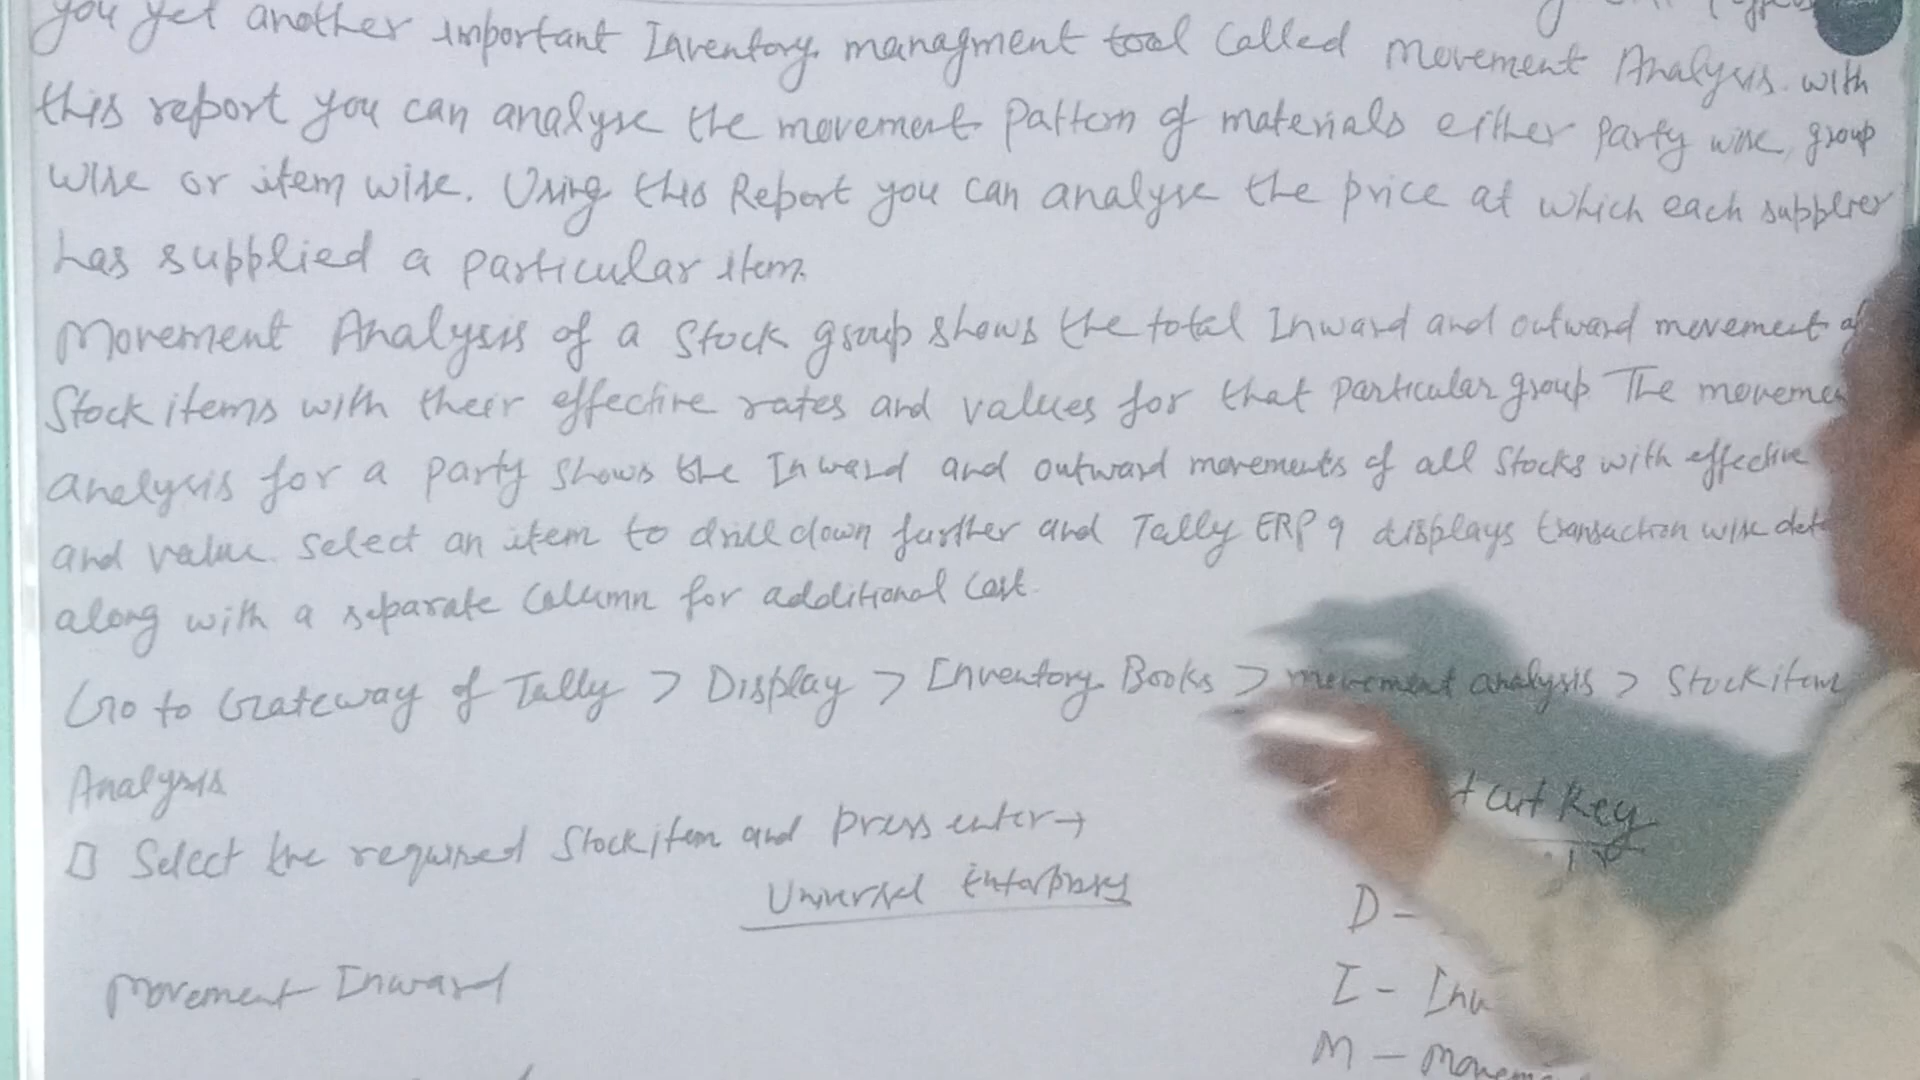 you yet another important Inventory managment tool called Movement Analysis. with
this report you can analyse the movement pattern of materials either party wise, group
wise or item wise. Using this Report you can analyse the price at which each supplier
has supplied a particular item.
Movement Analysis of a Stock group shows the total Inward and outward movement of
Stock items with their effective rates and values for that particular group The movemen
analysis for a party shows the Inward and outward movements of all Stocks with effective
and value. Select an item to drill down further and Tally ERP 9 displays transaction wise
along with a separate column for additional cost.
Go to Gateway of Tally > Display > Inventory Books > movement analysis > Stock item
Analysis
Select the required Stock item and press enter →
t cut Key
Universal Enterprises
D -
Movement Inward
I - Inv
M - Movem